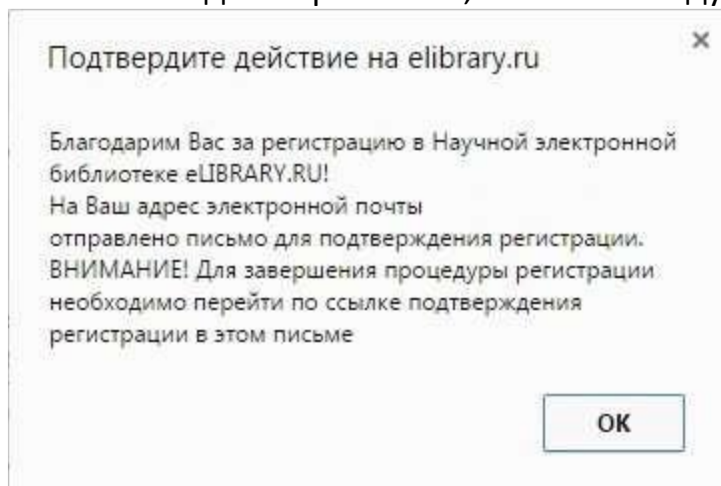 Подтвердите действие на elibrary.ru
×
Благодарим Вас за регистрацию в Научной электронной
библиотеке eLIBRARY.RU!
На Ваш адрес электронной почты
отправлено письмо для подтверждения регистрации.
ВНИМАНИЕ! Для завершения процедуры регистрации
необходимо перейти по ссылке подтверждения
регистрации в этом письме
ОК